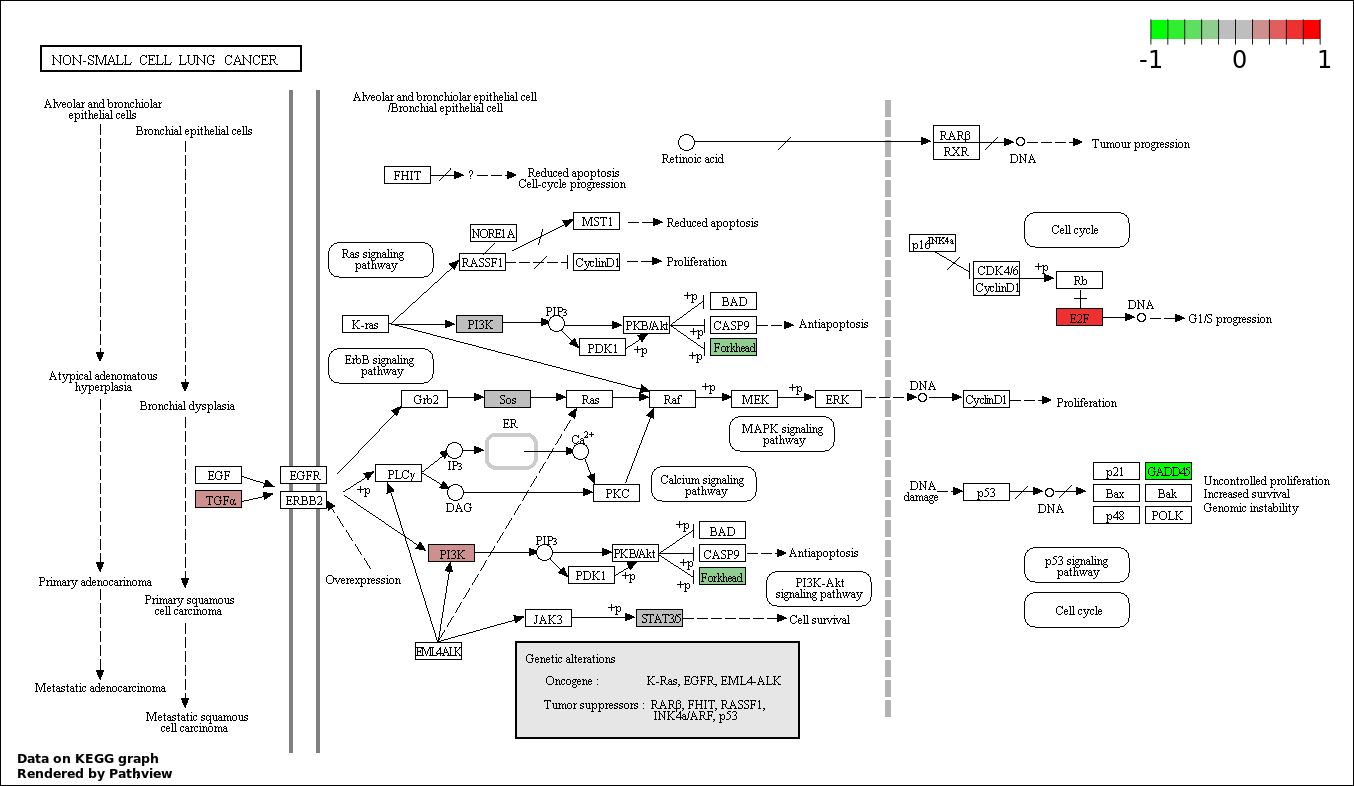 -1 0 1
NON-SMALL CELL LUNG CANCER
Alveolar and bronchiolar
epithelial cells
Bronchial epithelial cells
Alveolar and bronchiolar epithelial cell
/Bronchial epithelial cell
Retinoic acid
RARβ
RXR
DNA
Tumour progression
FHIT
?
Reduced apoptosis
Cell-cycle progression
NORE1A
MST1
Reduced apoptosis
Ras signaling
pathway
RASSF1
CyclinD1
Proliferation
p16INK4a
Cell cycle
CDK4/6
CyclinD1
+p
Rb
E2F
DNA
G1/S progression
K-ras
PI3K
PIP3
PDK1
+p
PKB/Akt
+p
+p
+p
BAD
CASP9
Forkhead
Antiapoptosis
ErbB signaling
pathway
Atypical adenomatous
hyperplasia
Bronchial dysplasia
Grb2
Sos
Ras
Raf
+p
MEK
+p
ERK
DNA
CyclinD1
Proliferation
MAPK signaling
pathway
ER
IP3
Ca2+
PLCγ
DAG
PKC
Calcium signaling
pathway
EGF
TGFα
EGFR
ERBB2
+p
DNA
damage
p53
DNA
p21
GADD45
Bax
Bak
p48
POLK
Uncontrolled proliferation
Increased survival
Genomic instability
PI3K
PIP3
PDK1
+p
PKB/Akt
+p
+p
+p
BAD
CASP9
Forkhead
Antiapoptosis
PI3K-Akt
signaling pathway
p53 signaling
pathway
Cell cycle
Overexpression
Primary adenocarinoma
Primary squamous
cell carcinoma
JAK3
+p
STAT3/5
Cell survival
EML4ALK
Genetic alterations
Oncogene : K-Ras, EGFR, EML4-ALK
Tumor suppressors : RARβ, FHIT, RASSF1,
INK4a/ARF, p53
Metastatic adenocarcinoma
Metastatic squamous
cell carcinoma
Data on KEGG graph
Rendered by Pathview